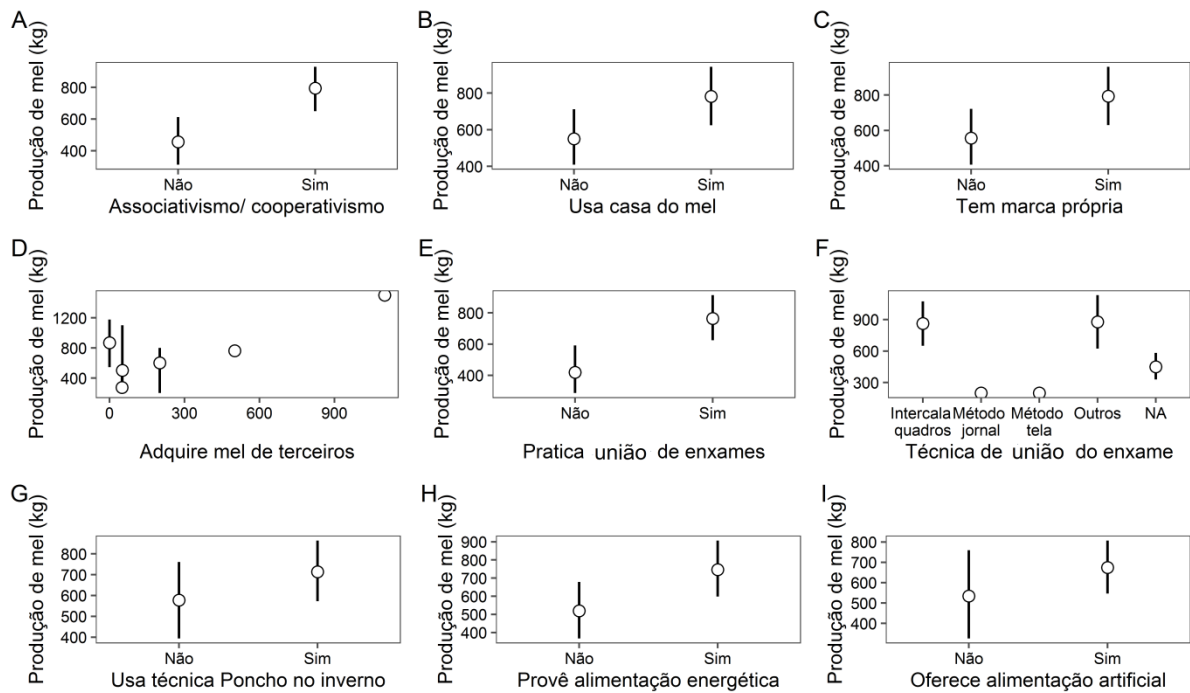 A
Produção de mel (kg)
800
600
400
Não Sim
Associativismo/ cooperativismo
B
Produção de mel (kg)
800
600
400
Não Sim
Usa casa do mel
C
Produção de mel (kg)
800
600
400
Não Sim
Tem marca própria
D
Produção de mel (kg)
1200
800
400
0 300 600 900
Adquire mel de terceiros
E
Produção de mel (kg)
800
600
400
Não Sim
Pratica união de enxames
F
Produção de mel (kg)
900
600
300
Intercala Método Método Outros NA
quadros jornal tela
Técnica de união do enxame
G
Produção de mel (kg)
800
700
600
500
400
Não Sim
Usa técnica Poncho no inverno
H
Produção de mel (kg)
900
800
700
600
500
400
Não Sim
Provê alimentação energética
I
Produção de mel (kg)
800
700
600
500
400
Não Sim
Oferece alimentação artificial